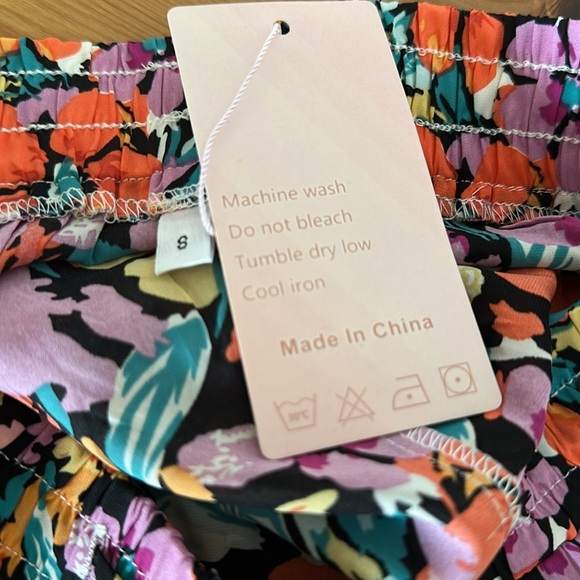 Machine wash
Do not bleach
Tumble dry low
Cool iron
Made In China
30°C
S